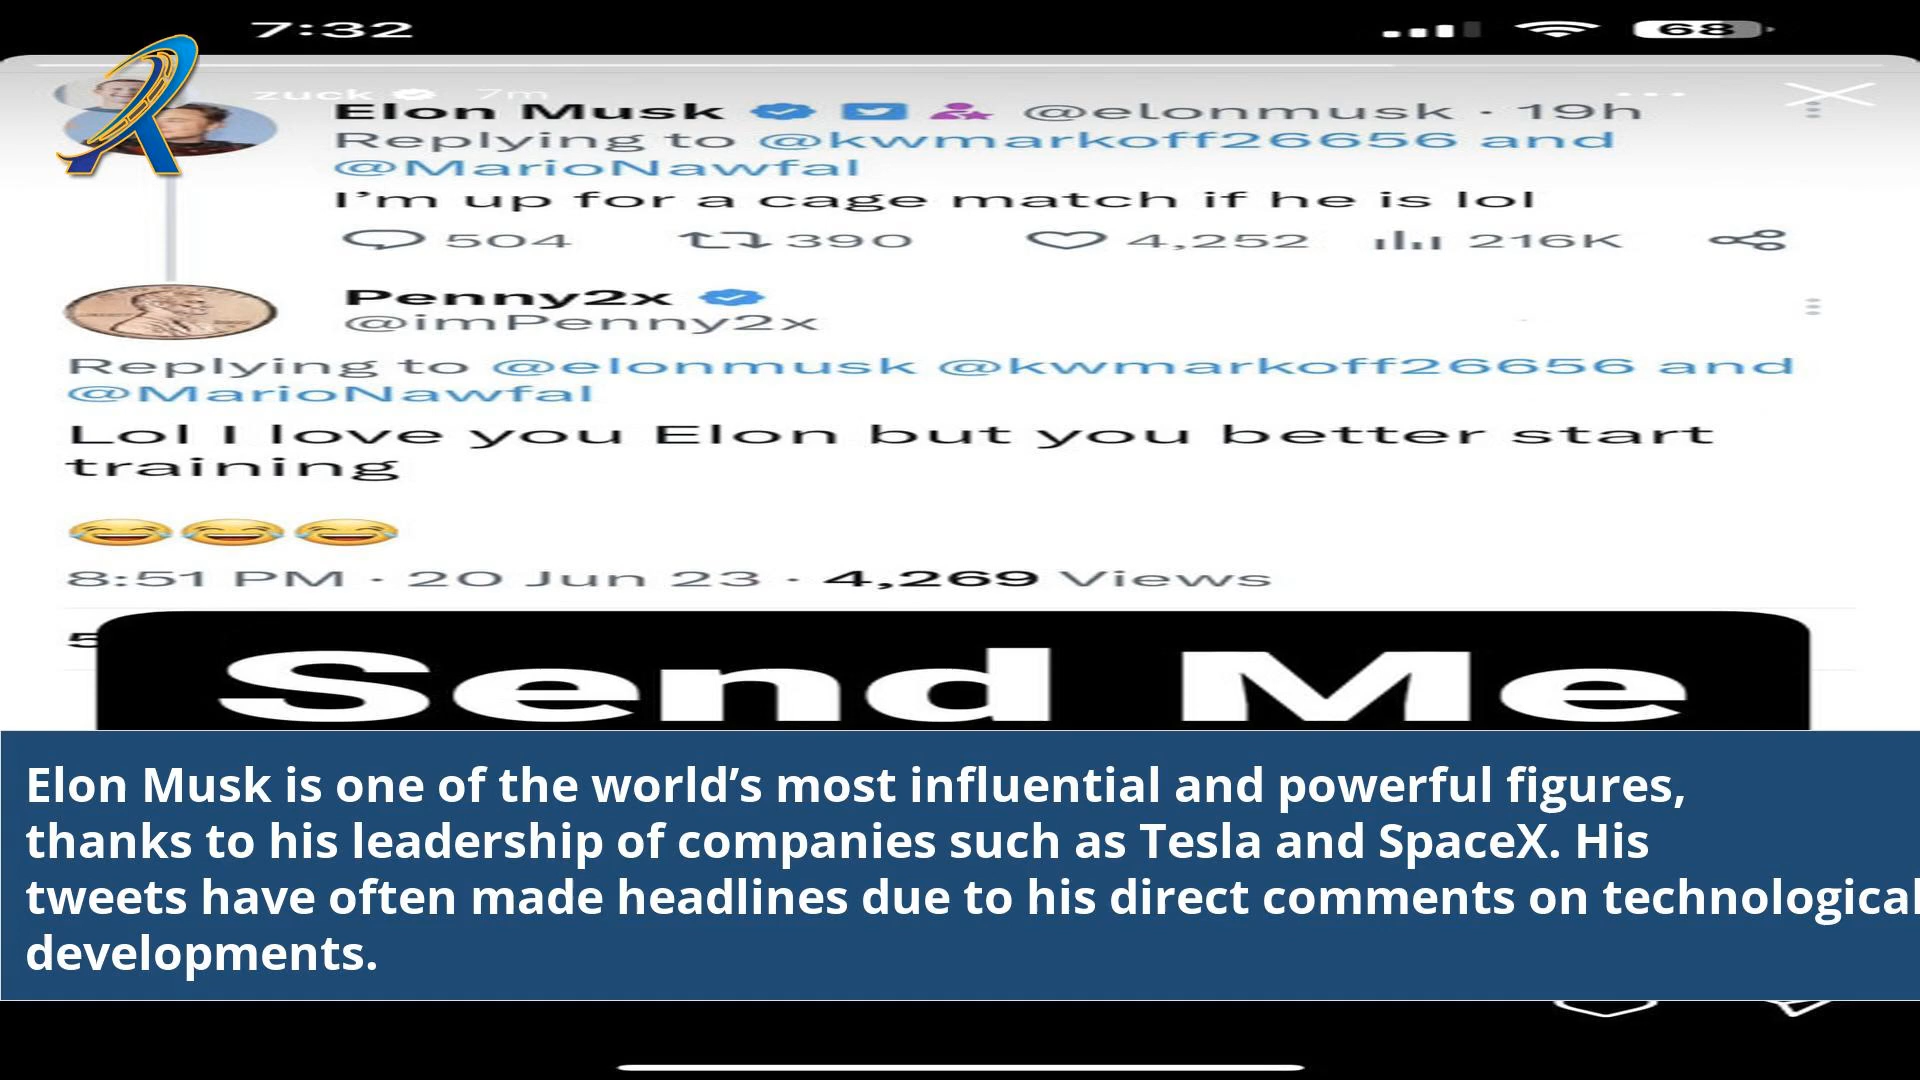 7:32
68
zuck 7m
Elon Musk @elonmusk · 19h
Replying to @kwmarkoff26656 and
@MarioNawfal
I’m up for a cage match if he is lol
504 390 4,252 216K
Penny2x
@imPenny2x
Replying to @elonmusk @kwmarkoff26656 and
@MarioNawfal
Lol I love you Elon but you better start
training
8:51 PM · 20 Jun 23 · 4,269 Views
5
Send Me
Elon Musk is one of the world’s most influential and powerful figures,
thanks to his leadership of companies such as Tesla and SpaceX. His
tweets have often made headlines due to his direct comments on technological
developments.